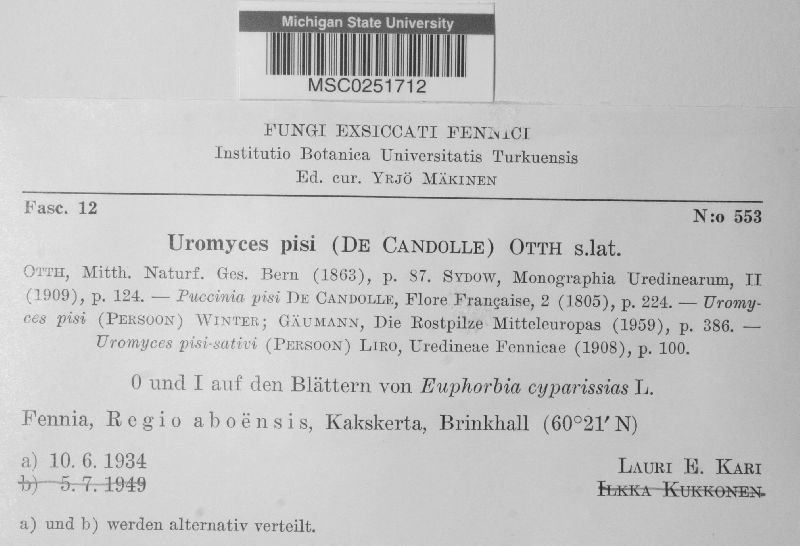 Michigan State University
MSC0251712
FUNGI EXSICCATI FENNICI
Institutio Botanica Universitatis Turkuensis
Ed. cur. YRJÖ MÄKINEN
Fasc. 12
N:o 553
Uromyces pisi (DE CANDOLLE) OTTH s.lat.
OTTH, Mitth. Naturf. Ges. Bern (1863), p. 87. SYDOW, Monographia Uredinearum, II
(1909), p. 124. — Puccinia pisi DE CANDOLLE, Flore Française, 2 (1805), p. 224. — Uromy-
ces pisi (PERSOON) WINTER; GÄUMANN, Die Rostpilze Mitteleuropas (1959), p. 386. —
Uromyces pisi-sativi (PERSOON) LIRO, Uredineae Fennicae (1908), p. 100.
0 und I auf den Blättern von Euphorbia cyparissias L.
Fennia, Regio aboënsis, Kakskerta, Brinkhall (60°21′ N)
a) 10. 6. 1934
LAURI E. KARI
b) 5. 7. 1949
ILKKA KUKKONEN
a) und b) werden alternativ verteilt.